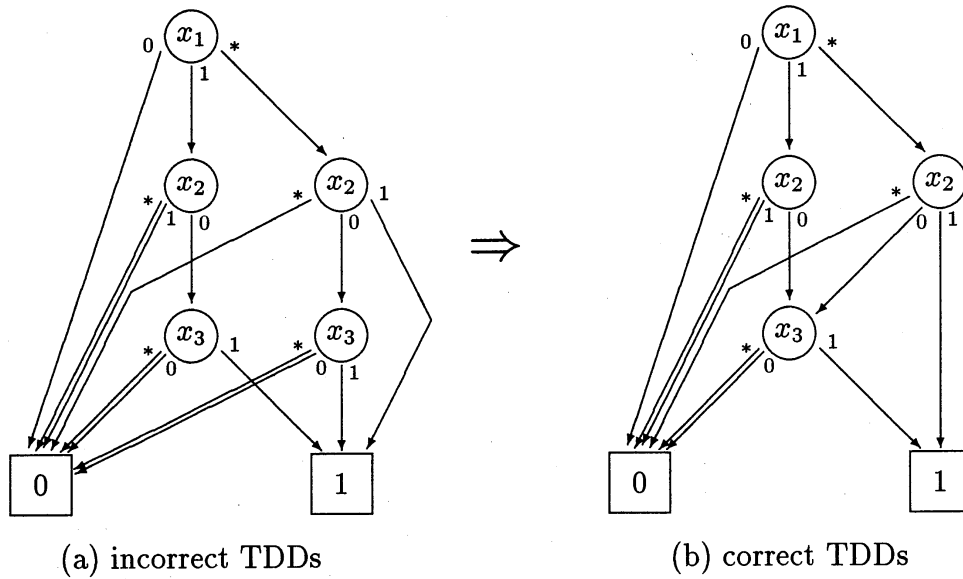 x1 x1
0 * 0 *
1 1
x2 x2 x2 x2
* 1 0 * 0 1 * 1 0 * 0 1
⇒
x3 x3 x3
* 0 1 * 0 1 * 0 1
0 1 0 1
(a) incorrect TDDs (b) correct TDDs